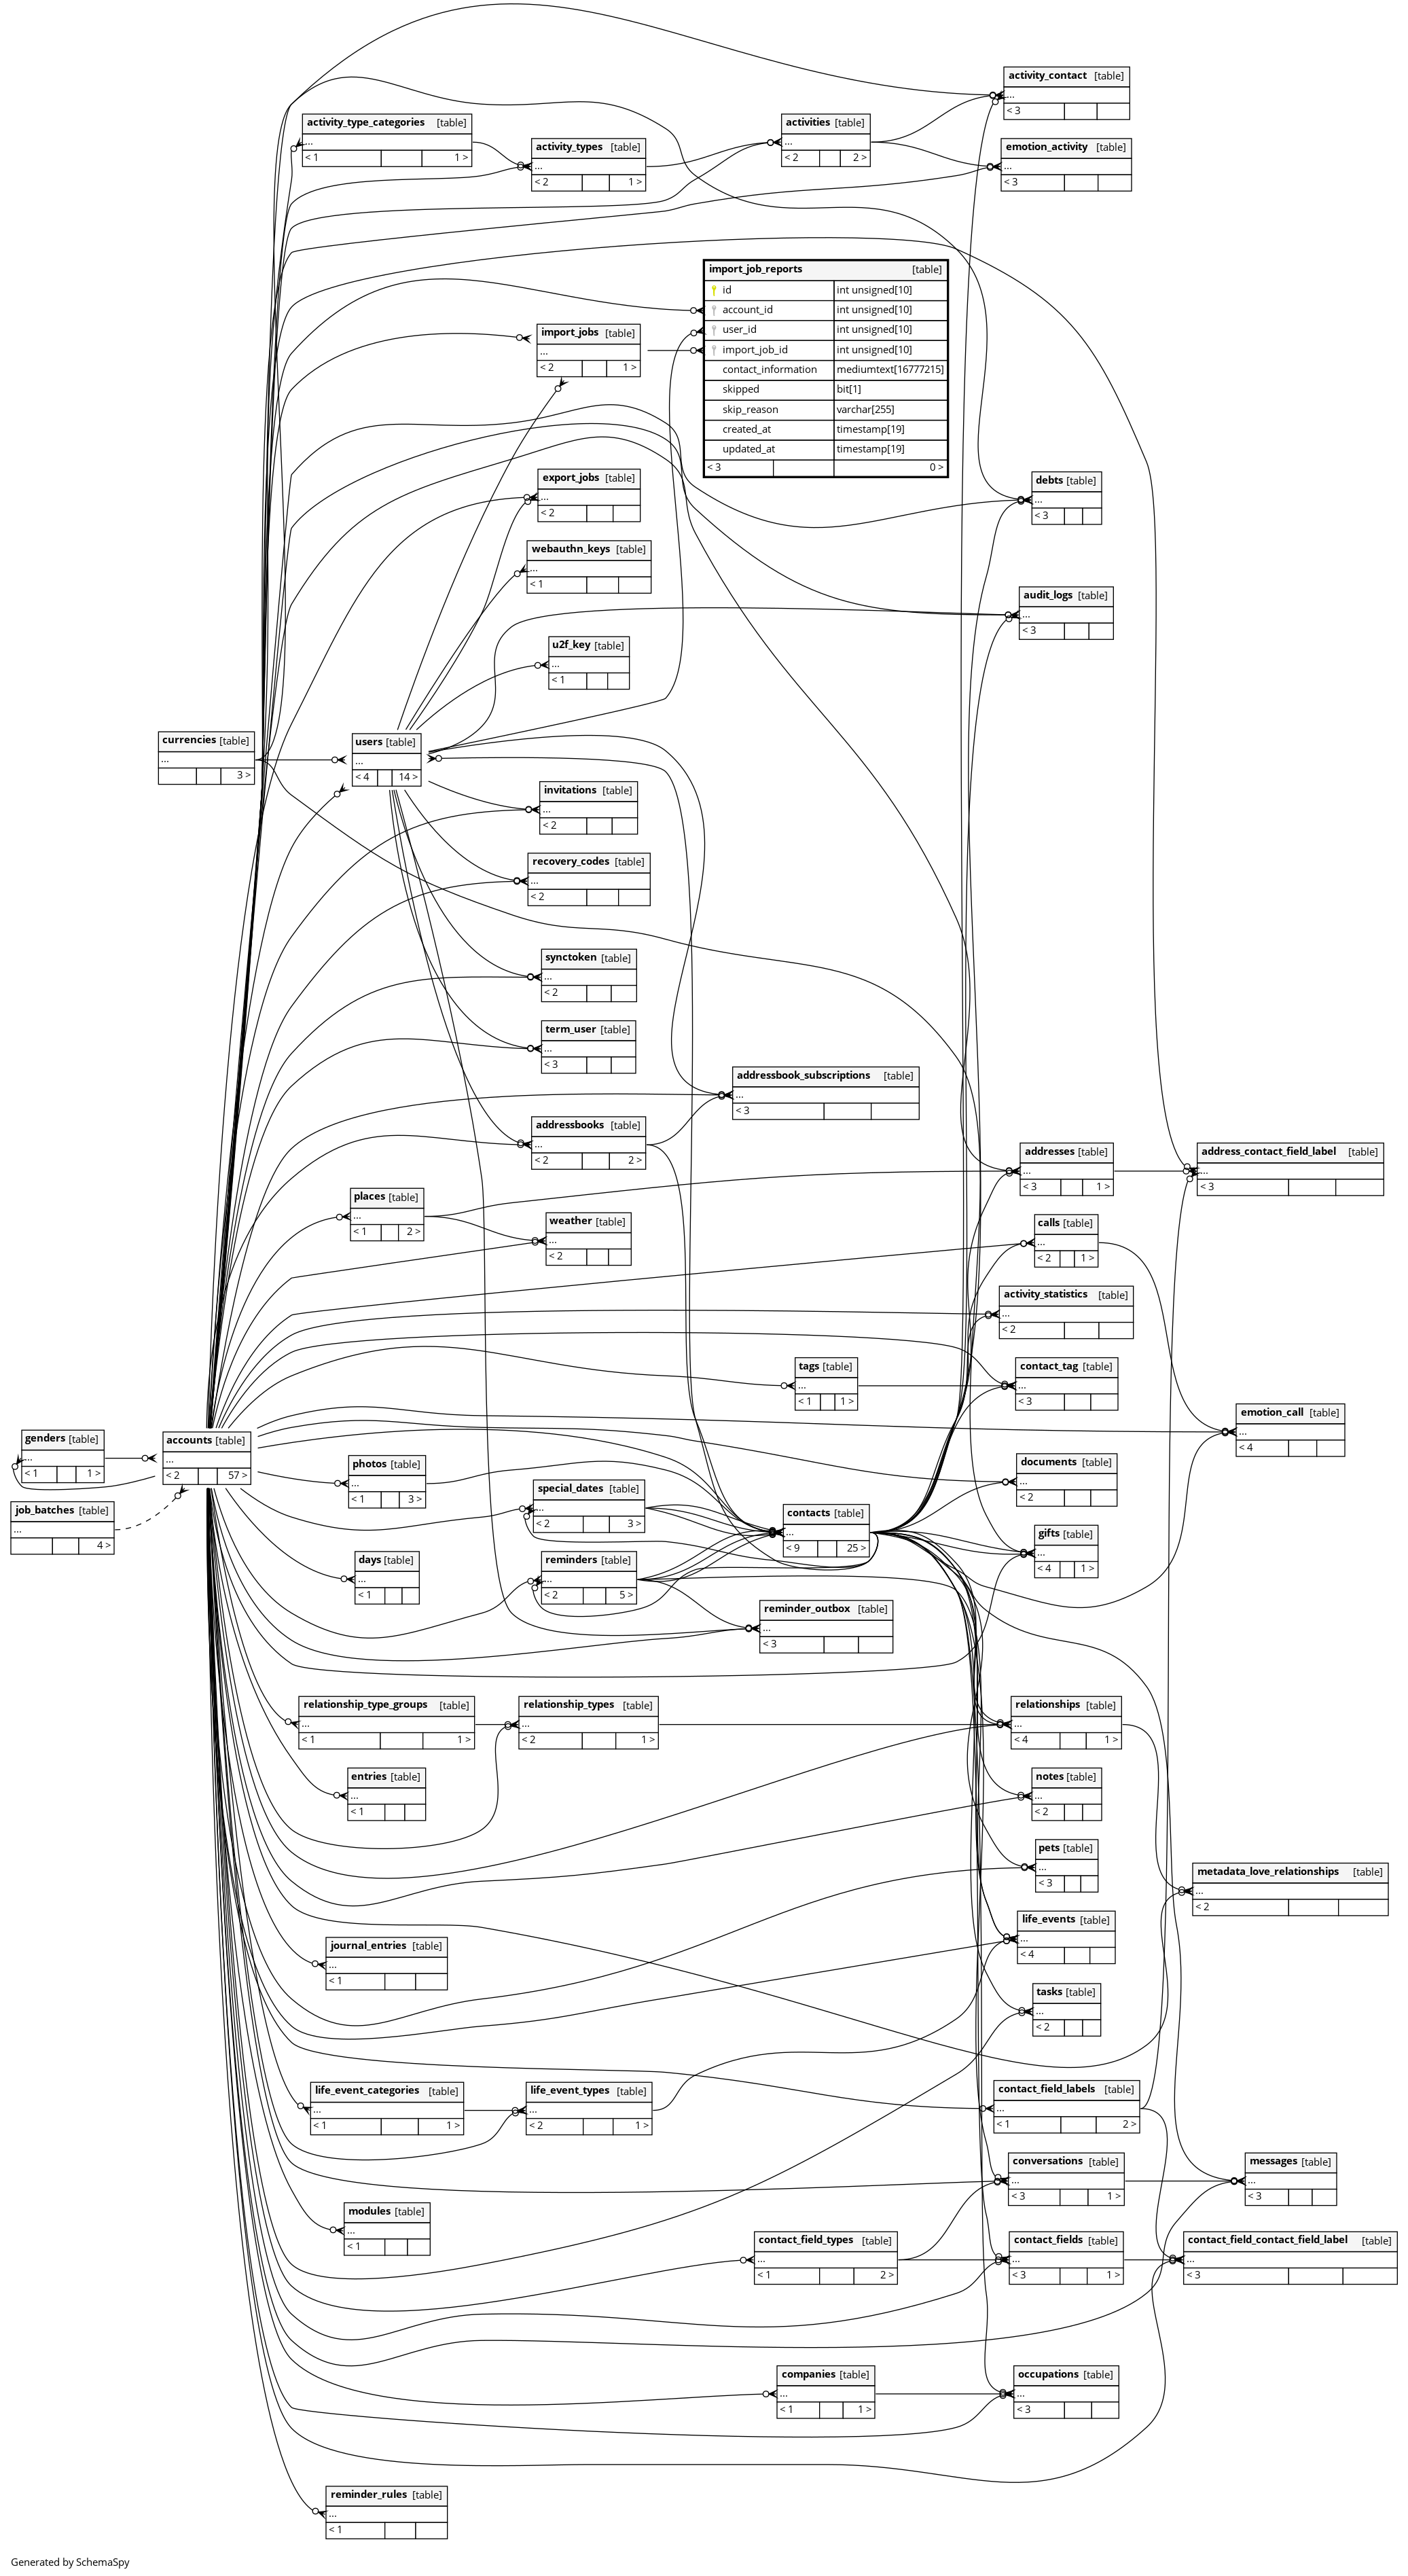 activity_contact [table]
...
< 3
activity_type_categories [table]
...
< 1 1 >
activities [table]
...
< 2 2 >
activity_types [table]
...
< 2 1 >
emotion_activity [table]
...
< 3
import_job_reports [table]
id int unsigned[10]
account_id int unsigned[10]
user_id int unsigned[10]
import_job_id int unsigned[10]
contact_information mediumtext[16777215]
skipped bit[1]
skip_reason varchar[255]
created_at timestamp[19]
updated_at timestamp[19]
< 3 0 >
import_jobs [table]
...
< 2 1 >
export_jobs [table]
...
< 2
debts [table]
...
< 3
webauthn_keys [table]
...
< 1
audit_logs [table]
...
< 3
u2f_key [table]
...
< 1
currencies [table]
...
3 >
users [table]
...
< 4 14 >
invitations [table]
...
< 2
recovery_codes [table]
...
< 2
synctoken [table]
...
< 2
term_user [table]
...
< 3
addressbook_subscriptions [table]
...
< 3
addressbooks [table]
...
< 2 2 >
addresses [table]
...
< 3 1 >
address_contact_field_label [table]
...
< 3
places [table]
...
< 1 2 >
weather [table]
...
< 2
calls [table]
...
< 2 1 >
activity_statistics [table]
...
< 2
tags [table]
...
< 1 1 >
contact_tag [table]
...
< 3
emotion_call [table]
...
< 4
genders [table]
...
< 1 1 >
accounts [table]
...
< 2 57 >
photos [table]
...
< 1 3 >
documents [table]
...
< 2
special_dates [table]
...
< 2 3 >
job_batches [table]
...
4 >
contacts [table]
...
< 9 25 >
gifts [table]
...
< 4 1 >
days [table]
...
< 1
reminders [table]
...
< 2 5 >
reminder_outbox [table]
...
< 3
relationship_type_groups [table]
...
< 1 1 >
relationship_types [table]
...
< 2 1 >
relationships [table]
...
< 4 1 >
entries [table]
...
< 1
notes [table]
...
< 2
pets [table]
...
< 3
metadata_love_relationships [table]
...
< 2
life_events [table]
...
< 4
journal_entries [table]
...
< 1
tasks [table]
...
< 2
life_event_categories [table]
...
< 1 1 >
life_event_types [table]
...
< 2 1 >
contact_field_labels [table]
...
< 1 2 >
conversations [table]
...
< 3 1 >
messages [table]
...
< 3
modules [table]
...
< 1
contact_field_types [table]
...
< 1 2 >
contact_fields [table]
...
< 3 1 >
contact_field_contact_field_label [table]
...
< 3
companies [table]
...
< 1 1 >
occupations [table]
...
< 3
reminder_rules [table]
...
< 1
Generated by SchemaSpy